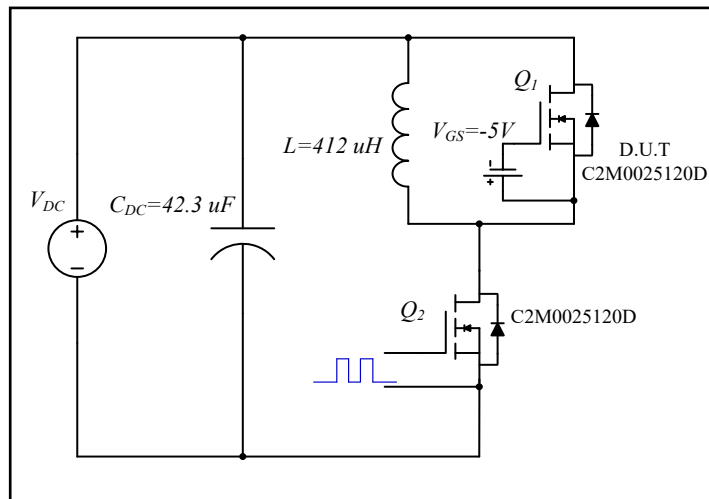 Q1
VGS=-5V
L=412 uH
D.U.T
C2M0025120D
VDC
CDC=42.3 uF
Q2
C2M0025120D